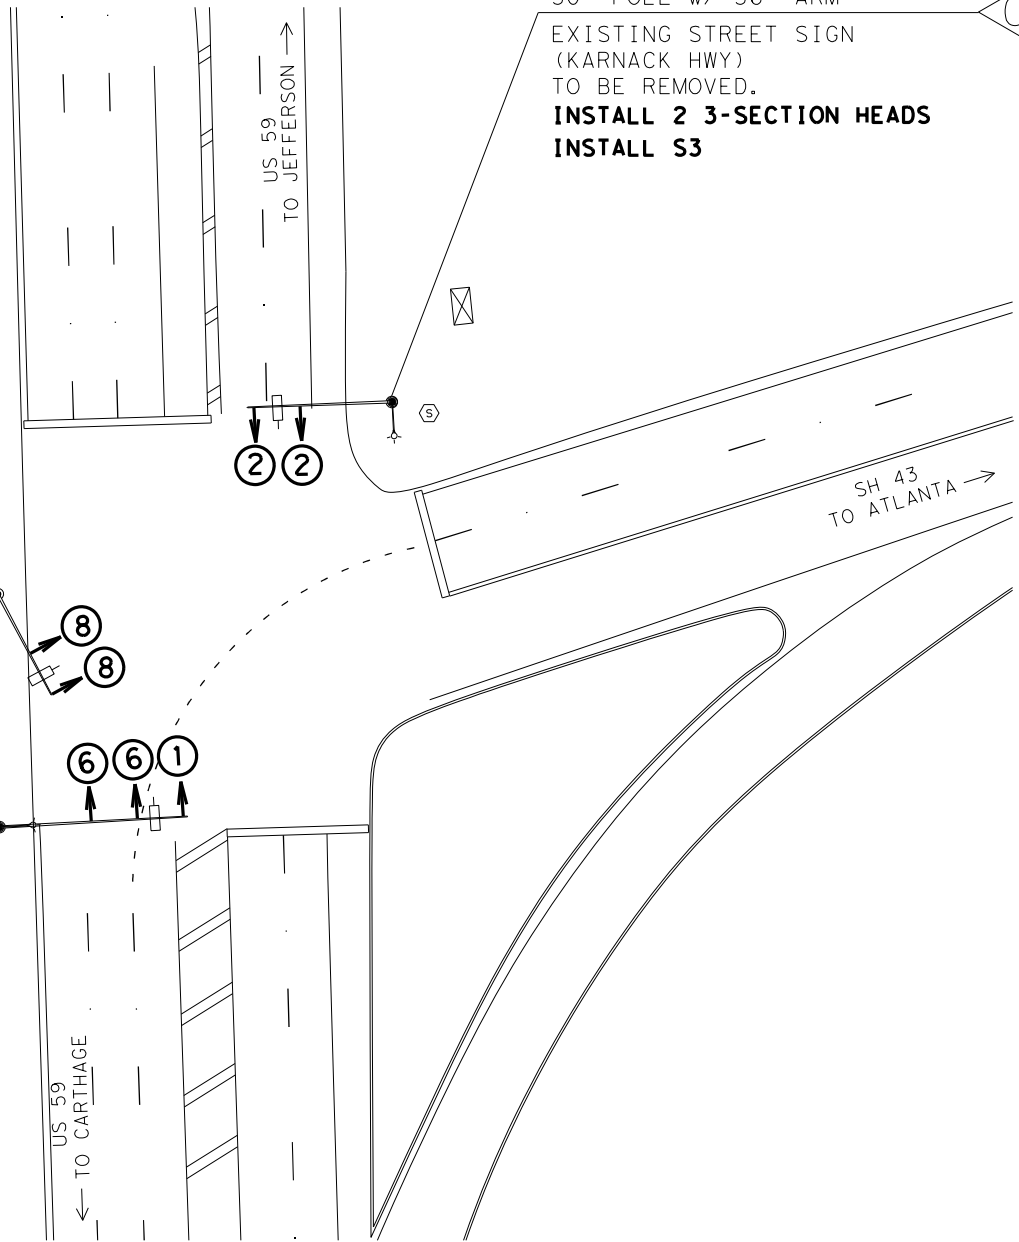 EXISTING STREET SIGN
(KARNACK HWY)
TO BE REMOVED.
INSTALL 2 3-SECTION HEADS
INSTALL S3
US 59
TO JEFFERSON
S
2 2
SH 43
TO ATLANTA
8
8
6 6 1
US 59
TO CARTHAGE